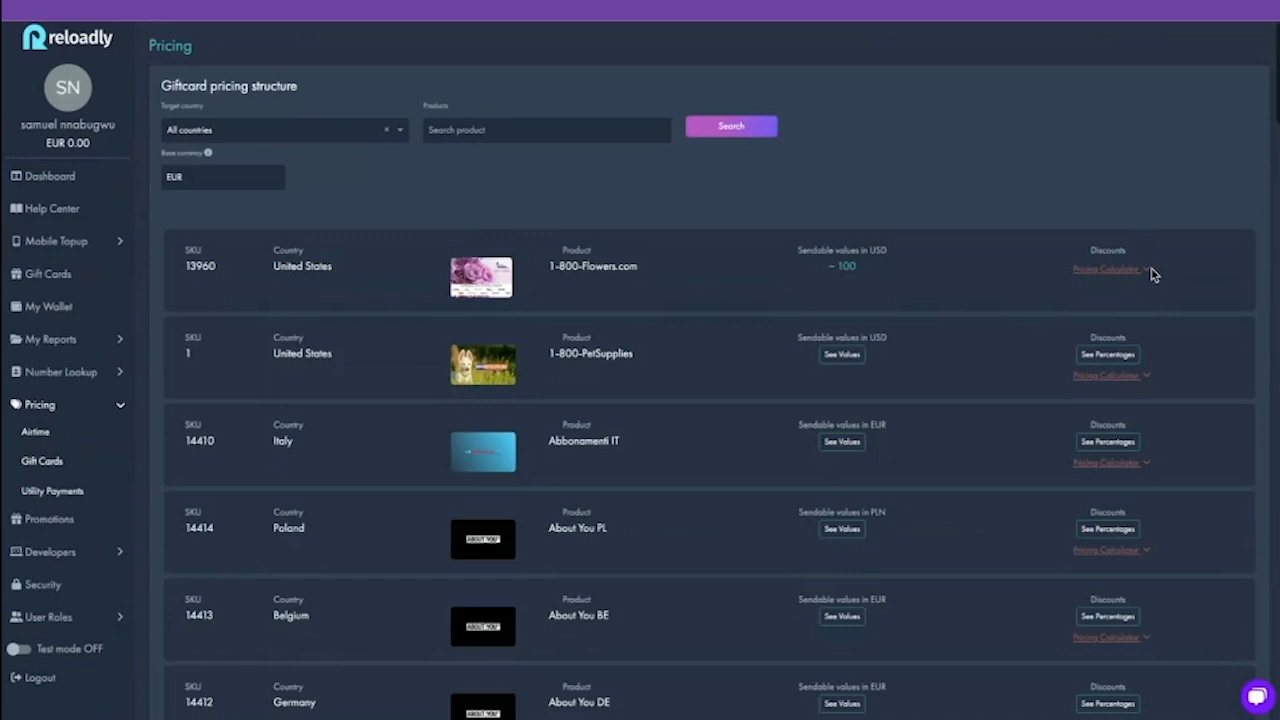 reloadly
SN
samuel nnabugwu
EUR 0.00
Dashboard
Help Center
Mobile Topup
Gift Cards
My Wallet
My Reports
Number Lookup
Pricing
Airtime
Gift Cards
Utility Payments
Promotions
Developers
Security
User Roles
Test mode OFF
Logout
Pricing
Giftcard pricing structure
Target country
Products
All countries
Search product
Search
Base currency
EUR
SKU Country Product Sendable values in USD Discounts
13960 United States 1-800-Flowers.com – 100 Pricing Calculator
SKU Country Product Sendable values in USD Discounts
1 United States 1-800-PetSupplies See Values See Percentages
Pricing Calculator
SKU Country Product Sendable values in EUR Discounts
14410 Italy Abbonamenti IT See Values See Percentages
Pricing Calculator
SKU Country Product Sendable values in PLN Discounts
14414 Poland ABOUT YOU About You PL See Values See Percentages
Pricing Calculator
SKU Country Product Sendable values in EUR Discounts
14413 Belgium ABOUT YOU About You BE See Values See Percentages
Pricing Calculator
SKU Country Product Sendable values in EUR Discounts
14412 Germany ABOUT YOU About You DE See Values See Percentages